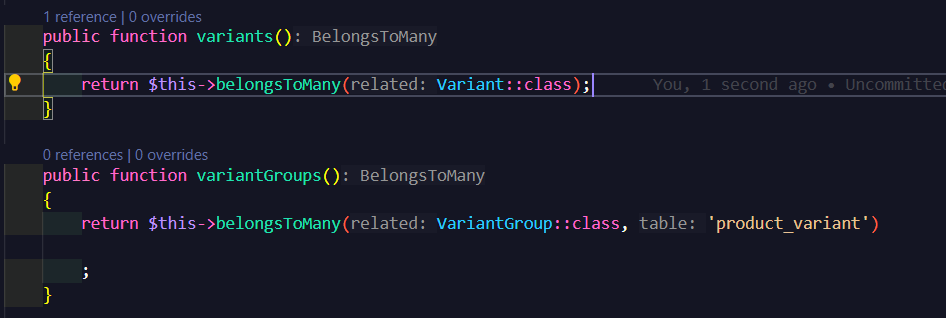 1 reference | 0 overrides
public function variants(): BelongsToMany
{
return $this->belongsToMany(related: Variant::class); You, 1 second ago • Uncommitted
}
0 references | 0 overrides
public function variantGroups(): BelongsToMany
{
return $this->belongsToMany(related: VariantGroup::class, table: 'product_variant')
;
}